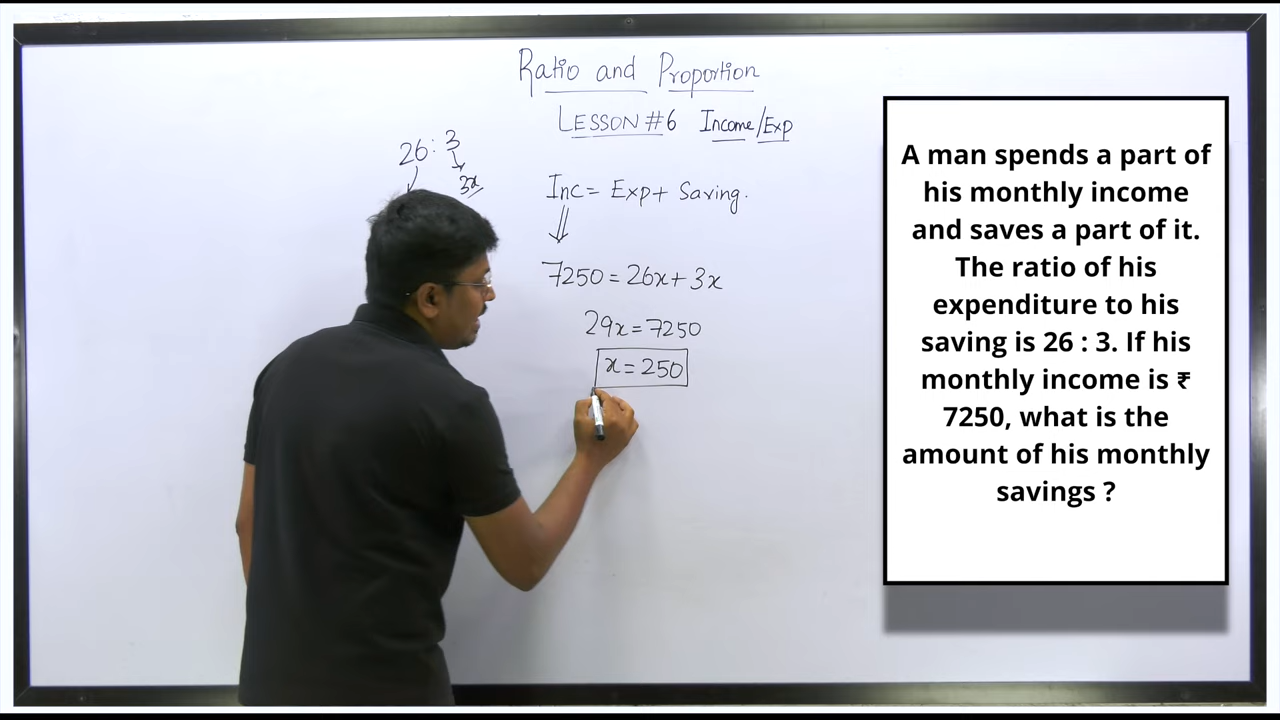 Ratio and Proportion
LESSON #6 Income/Exp
26 : 3
3x
Inc = Exp + Saving.
7250 = 26x + 3x
29x = 7250
x = 250
A man spends a part of
his monthly income
and saves a part of it.
The ratio of his
expenditure to his
saving is 26 : 3. If his
monthly income is ₹
7250, what is the
amount of his monthly
savings ?